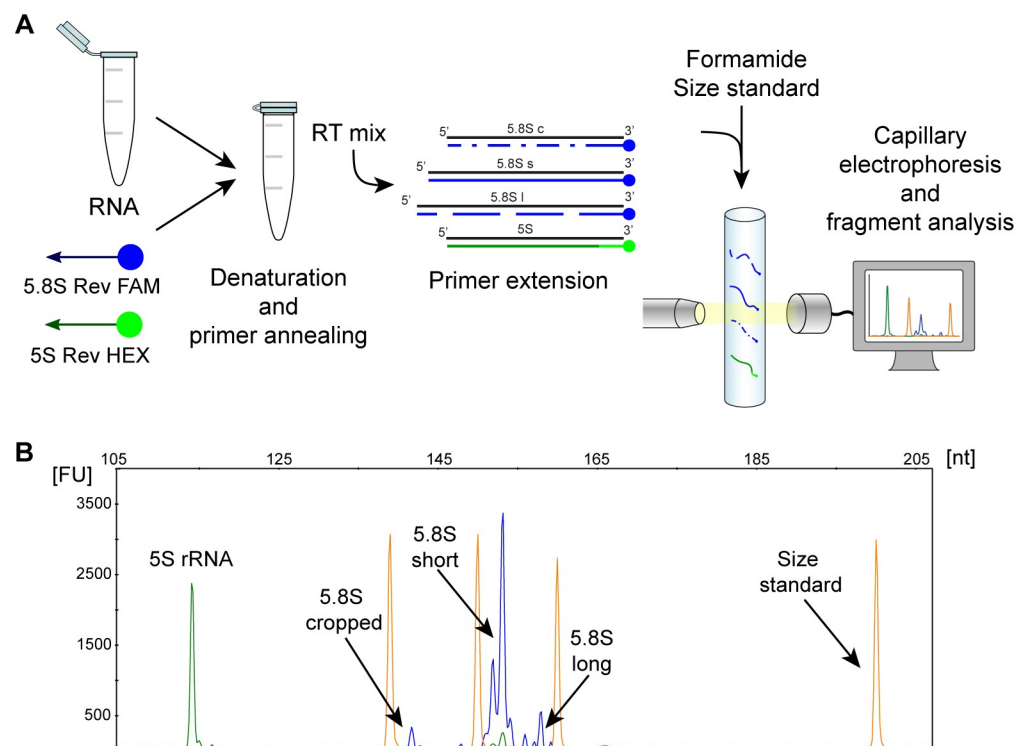 A
RNA
5.8S Rev FAM
5S Rev HEX
Denaturation
and
primer annealing
RT mix
5' 5.8S c 3'
5' 5.8S s 3'
5' 5.8S l 3'
5' 5S 3'
Primer extension
Formamide
Size standard
Capillary
electrophoresis
and
fragment analysis
B
[FU]
105 125 145 165 185 205 [nt]
3500
2500
1500
500
5S rRNA
5.8S
cropped
5.8S
short
5.8S
long
Size
standard